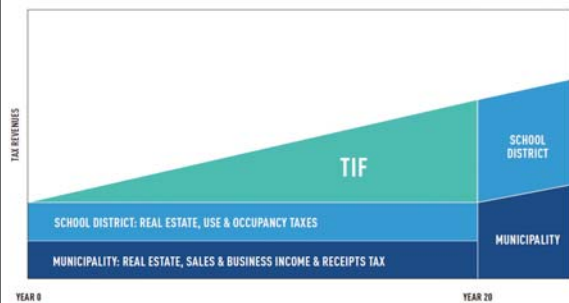 TAX REVENUES
TIF
SCHOOL
DISTRICT
SCHOOL DISTRICT: REAL ESTATE, USE & OCCUPANCY TAXES
MUNICIPALITY
MUNICIPALITY: REAL ESTATE, SALES & BUSINESS INCOME & RECEIPTS TAX
YEAR 0
YEAR 20